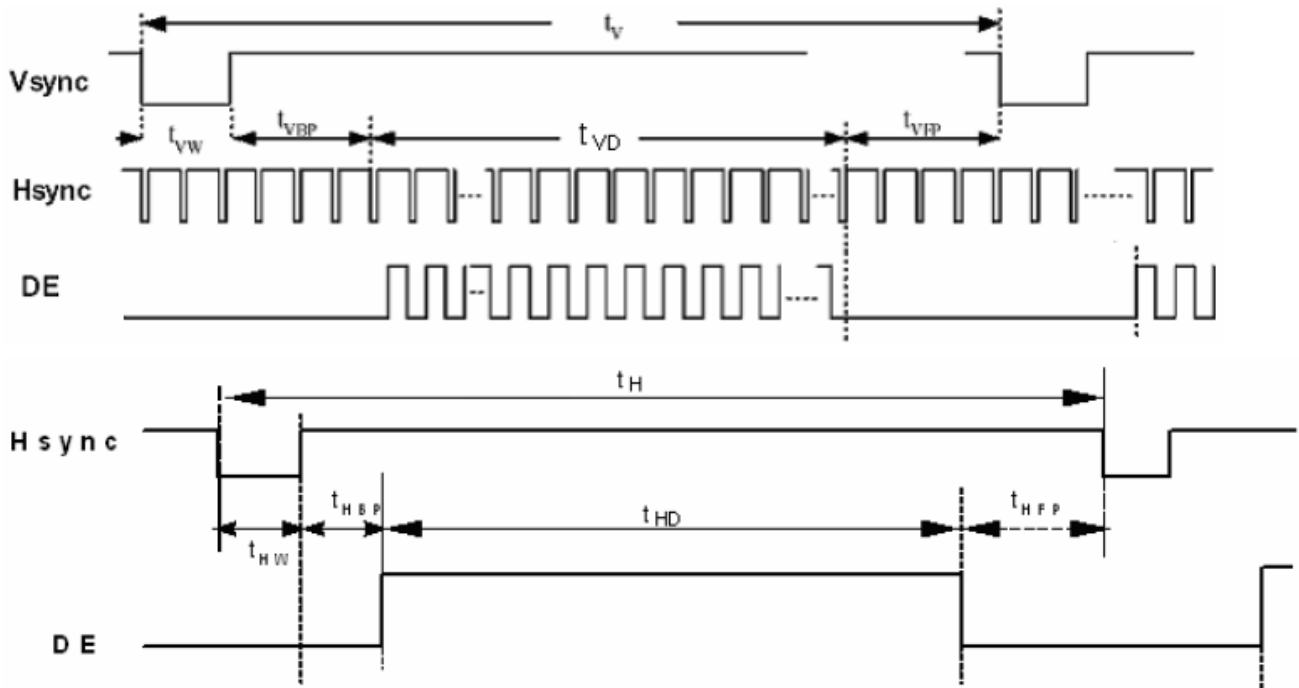 tV
Vsync
tVW tVBP tVD tVFP
Hsync
DE
tH
Hsync
tHBP tHD tHFP
tHW
DE